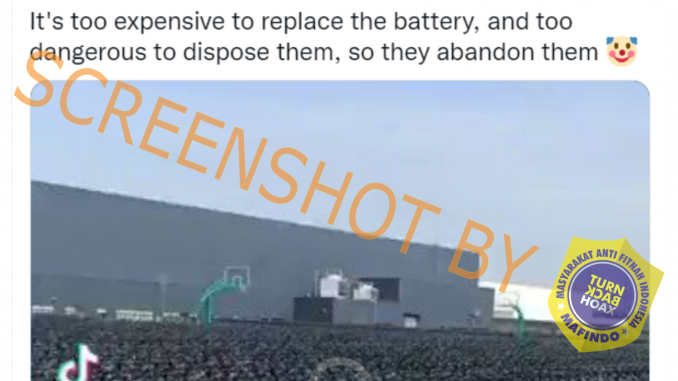 It's too expensive to replace the battery, and too
dangerous to dispose them, so they abandon them 🤡
SCREENSHOT BY
MASYARAKAT ANTI FITNAH INDONESIA
TURN
BACK
HOAX
MAFINDO